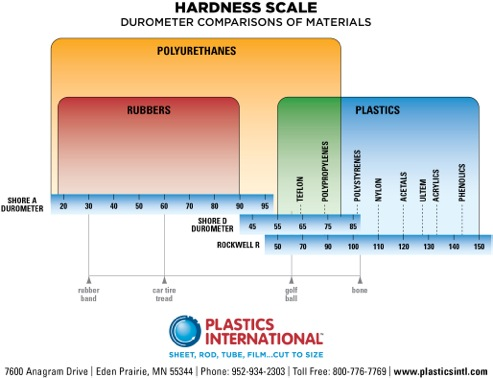 HARDNESS SCALE
DUROMETER COMPARISONS OF MATERIALS
POLYURETHANES
RUBBERS
PLASTICS
TEFLON
POLYPROPYLENES
POLYSTYRENES
NYLON
ACETALS
ULTEM
ACRYLICS
PHENOLICS
SHORE A
DUROMETER
20 30 40 50 60 70 80 90 95
SHORE D
DUROMETER
45 55 65 75 85
ROCKWELL R
50 70 90 100 110 120 130 140 150
rubber
band
car tire
tread
golf
ball
bone
PLASTICS
INTERNATIONAL™
SHEET, ROD, TUBE, FILM...CUT TO SIZE
7600 Anagram Drive | Eden Prairie, MN 55344 | Phone: 952-934-2303 | Toll Free: 800-776-7769 | www.plasticsintl.com